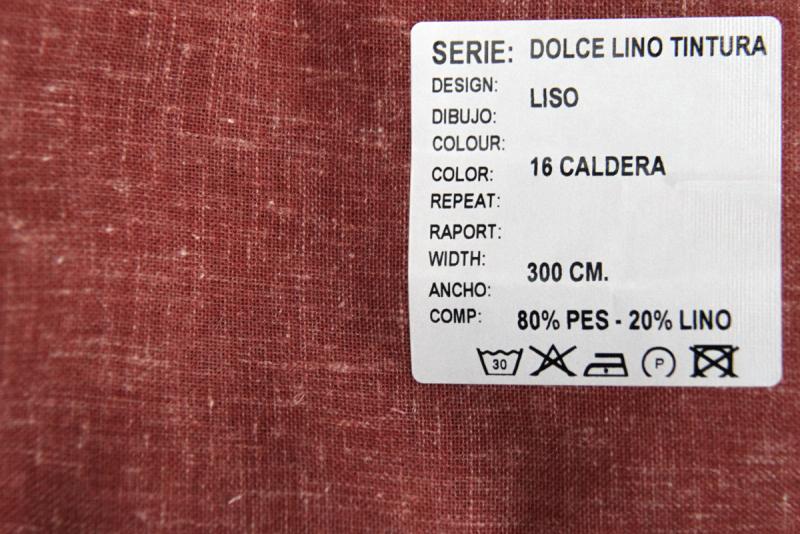 SERIE: DOLCE LINO TINTURA
DESIGN:
LISO
DIBUJO:
COLOUR:
16 CALDERA
COLOR:
REPEAT:
RAPORT:
WIDTH:
300 CM.
ANCHO:
COMP: 80% PES - 20% LINO
30 P